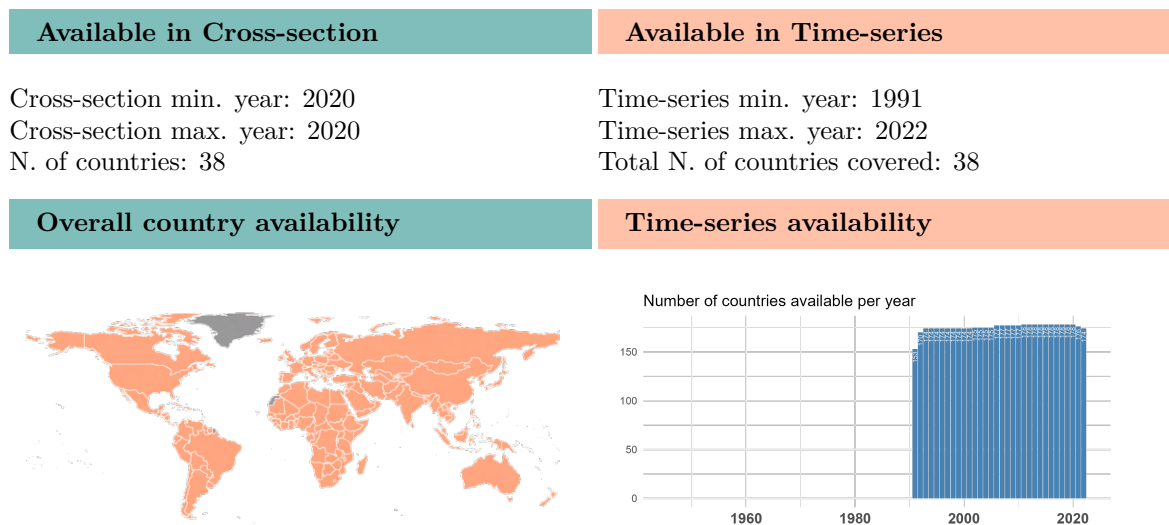 Available in Cross-section
Cross-section min. year: 2020
Cross-section max. year: 2020
N. of countries: 38
Available in Time-series
Time-series min. year: 1991
Time-series max. year: 2022
Total N. of countries covered: 38
Overall country availability
Time-series availability
Number of countries available per year
150
100
50
0
1960
1980
2000
2020